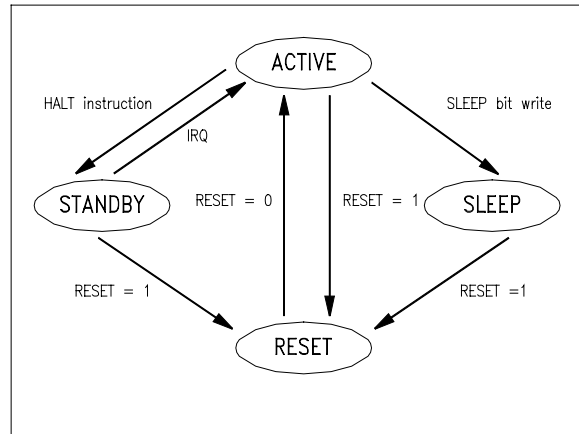 ACTIVE
HALT instruction
SLEEP bit write
IRQ
STANDBY
RESET = 0
RESET = 1
SLEEP
RESET = 1
RESET =1
RESET